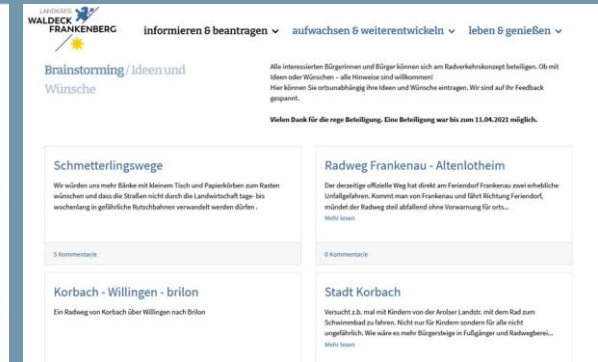 LANDKREIS
WALDECK
FRANKENBERG
informieren & beantragen
aufwachsen & weiterentwickeln
leben & genießen
Brainstorming / Ideen und
Wünsche
Alle interessierten Bürgerinnen und Bürger können sich am Radverkehrskonzept beteiligen. Ob mit
Ideen oder Wünschen – alle Hinweise sind willkommen!
Hier können Sie ortsunabhängig ihre Ideen und Wünsche eintragen. Wir sind auf Ihr Feedback
gespannt.
Vielen Dank für die rege Beteiligung. Eine Beteiligung war bis zum 11.04.2021 möglich.
Schmetterlingswege
Wir würden uns mehr Bänke mit kleinem Tisch und Papierkörben zum Rasten
wünschen und dass die Straßen nicht durch die Landwirtschaft tage- bis
wochenlang in gefährliche Rutschbahnen verwandelt werden dürfen .
5 Kommentar/e
Radweg Frankenau - Altenlotheim
Der derzeitige offizielle Weg hat direkt am Feriendorf Frankenau zwei erhebliche
Unfallgefahren. Kommt man von Frankenau und fährt Richtung Feriendorf,
mündet der Radweg steil abfallend ohne Vorwarnung für orts...
Mehr lesen
0 Kommentar/e
Korbach - Willingen - brilon
Ein Radweg von Korbach über Willingen nach Brilon
Stadt Korbach
Versucht z.b. mal mit Kindern von der Arolser Landstr. mit dem Rad zum
Schwimmbad zu fahren. Nicht nur für Kindern sondern für alle nicht
ungefährlich. Wie wäre es mehr Bürgersteige in Fußgänger und Radwegberei...
Mehr lesen